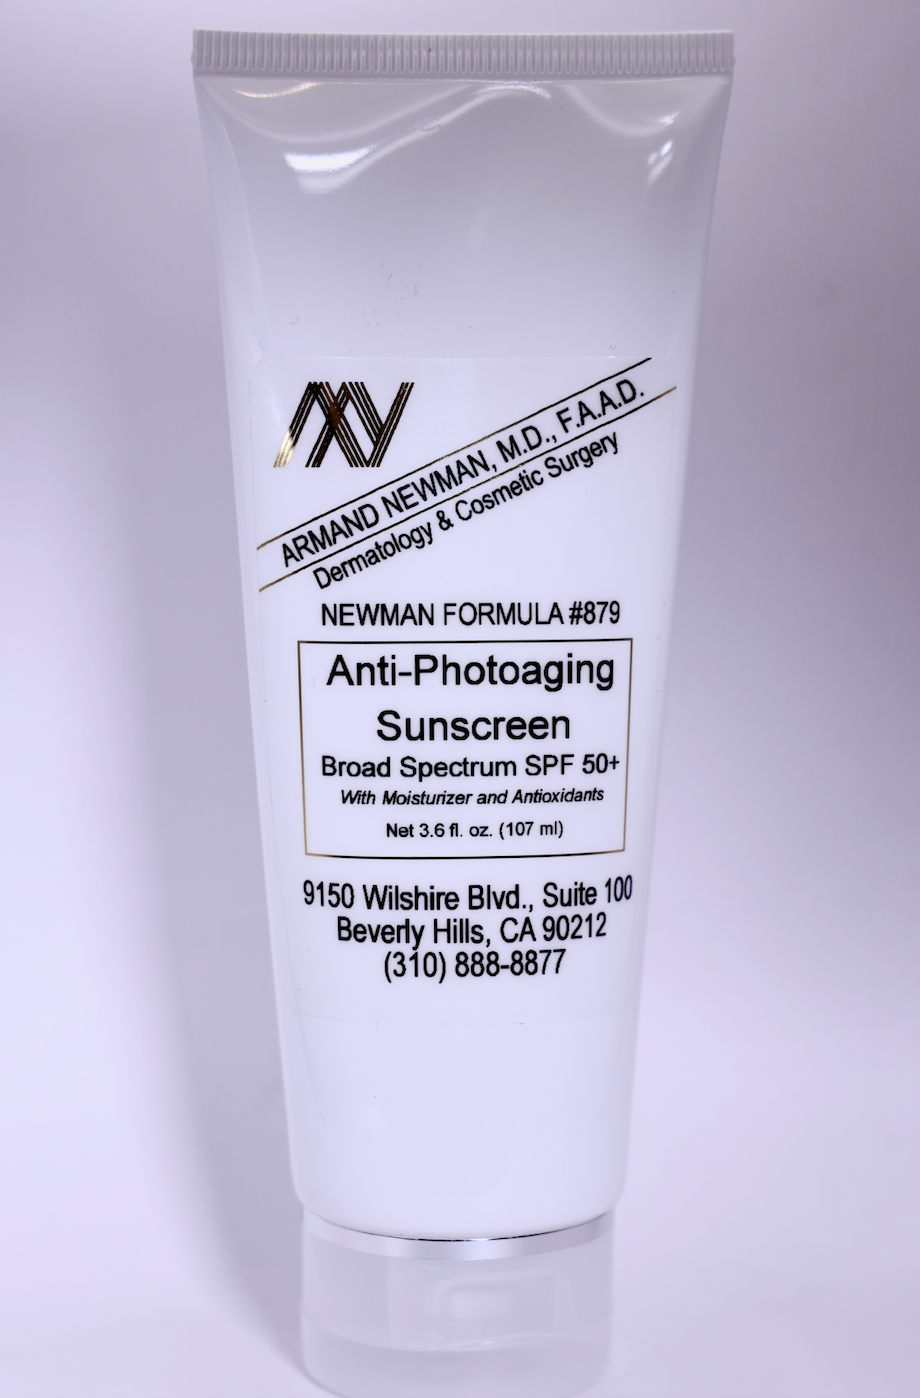 ARMAND NEWMAN, M.D., F.A.A.D.
Dermatology & Cosmetic Surgery
NEWMAN FORMULA #879
Anti-Photoaging
Sunscreen
Broad Spectrum SPF 50+
With Moisturizer and Antioxidants
Net 3.6 fl. oz. (107 ml)
9150 Wilshire Blvd., Suite 100
Beverly Hills, CA 90212
(310) 888-8877